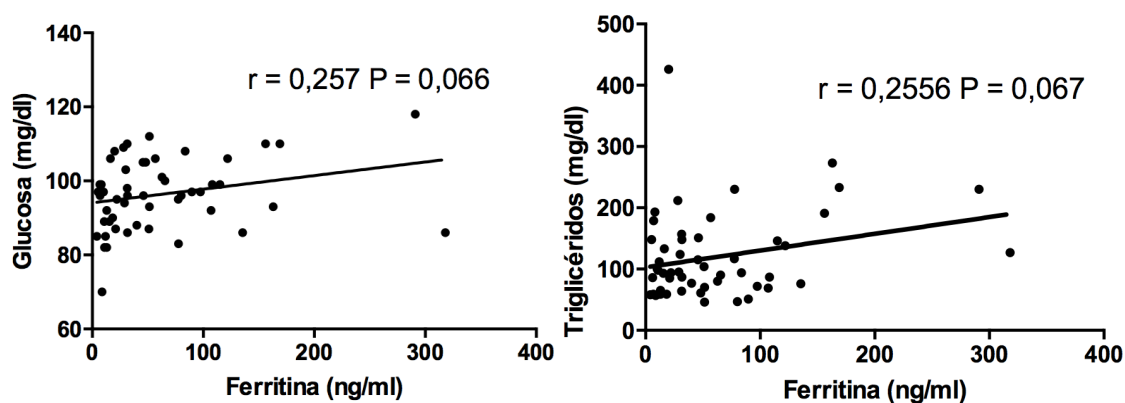 140
120
100
80
60
Glucosa (mg/dl)
r = 0,257 P = 0,066
0 100 200 300 400
Ferritina (ng/ml)
500
400
300
200
100
0
Triglicéridos (mg/dl)
r = 0,2556 P = 0,067
0 100 200 300 400
Ferritina (ng/ml)